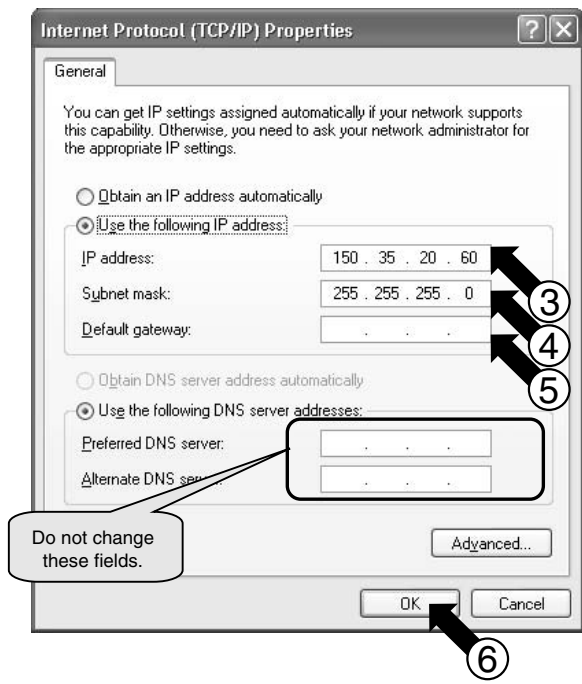 Internet Protocol (TCP/IP) Properties
General
You can get IP settings assigned automatically if your network supports
this capability. Otherwise, you need to ask your network administrator for
the appropriate IP settings.
Obtain an IP address automatically
Use the following IP address:
IP address: 150 . 35 . 20 . 60
③
Subnet mask: 255 . 255 . 255 . 0
④
Default gateway: . . .
⑤
Obtain DNS server address automatically
Use the following DNS server addresses:
Preferred DNS server: . . .
Alternate DNS server: . . .
Do not change
these fields.
Advanced...
OK Cancel
⑥